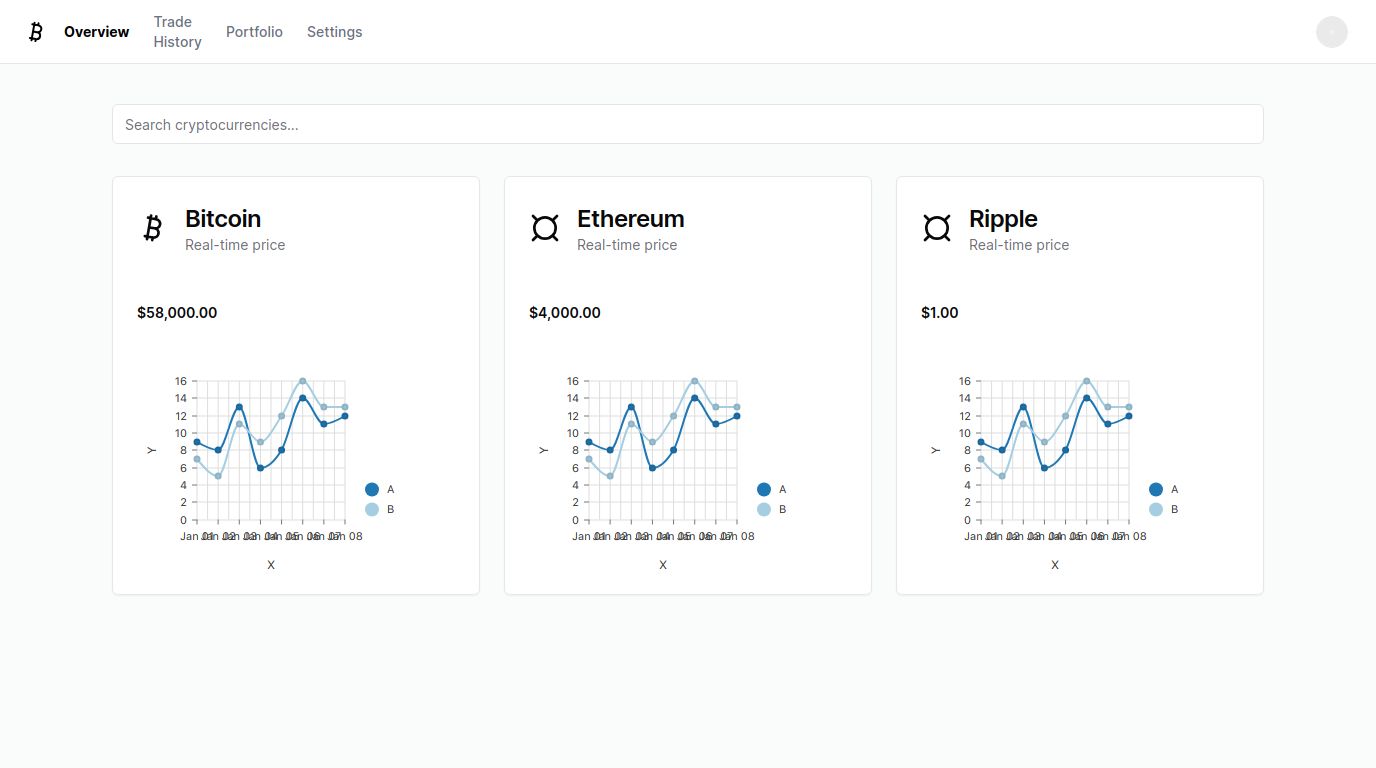 Overview
Trade
History
Portfolio
Settings
Search cryptocurrencies...
Bitcoin
Real-time price
$58,000.00
16
14
12
10
8
6
4
2
0
Y
A
B
Jan 01 Jan 02 Jan 03 Jan 04 Jan 05 Jan 06 Jan 07 Jan 08
X
Ethereum
Real-time price
$4,000.00
16
14
12
10
8
6
4
2
0
Y
A
B
Jan 01 Jan 02 Jan 03 Jan 04 Jan 05 Jan 06 Jan 07 Jan 08
X
Ripple
Real-time price
$1.00
16
14
12
10
8
6
4
2
0
Y
A
B
Jan 01 Jan 02 Jan 03 Jan 04 Jan 05 Jan 06 Jan 07 Jan 08
X